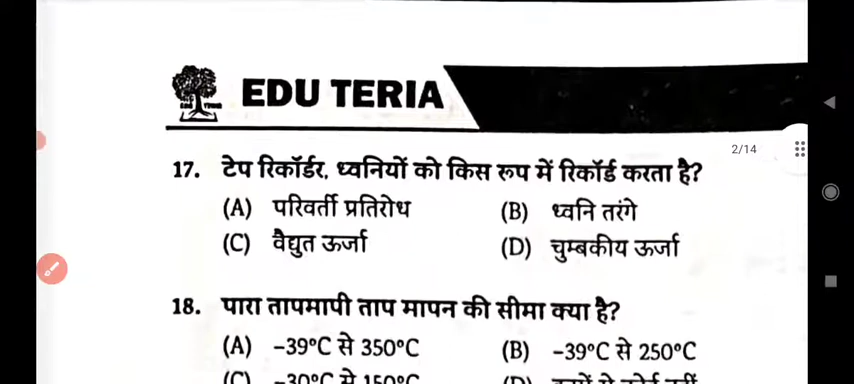 EDU TERIA
2/14
17. टेप रिकॉर्डर, ध्वनियों को किस रूप में रिकॉर्ड करता है?
(A) परिवर्ती प्रतिरोध (B) ध्वनि तरंगे
(C) वैद्युत ऊर्जा (D) चुम्बकीय ऊर्जा
18. पारा तापमापी ताप मापन की सीमा क्या है?
(A) –39°C से 350°C (B) –39°C से 250°C